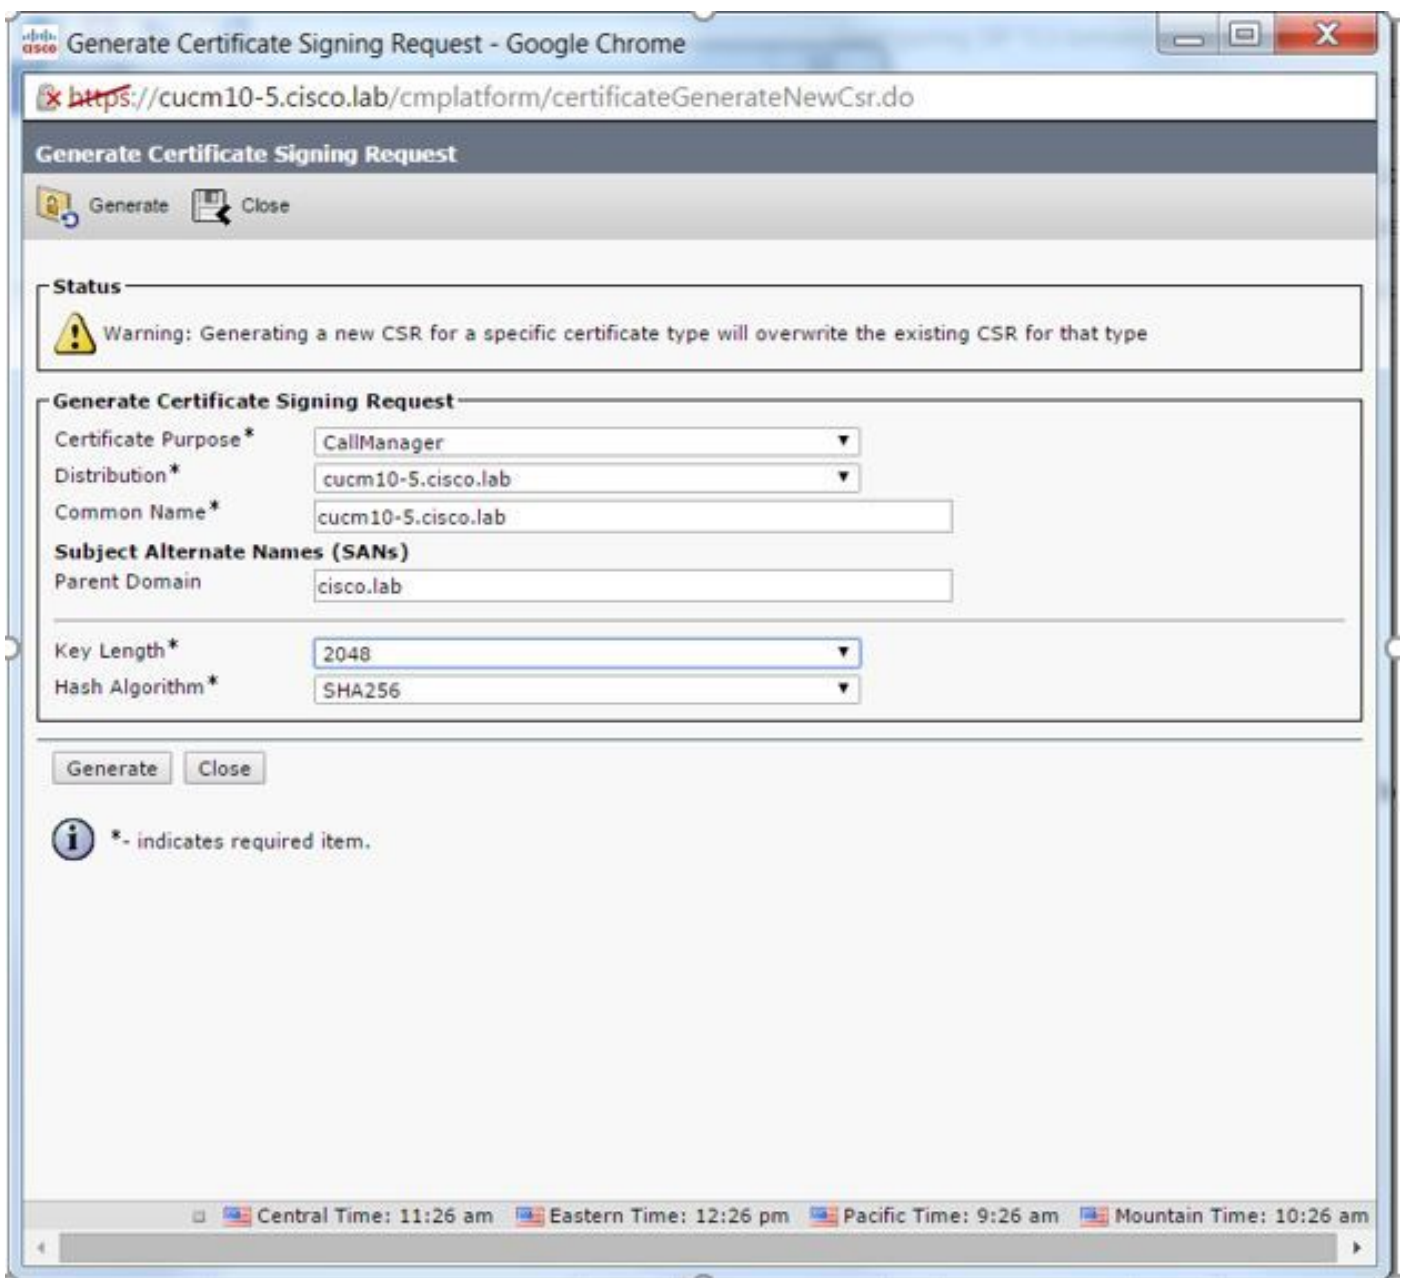 cisco Generate Certificate Signing Request - Google Chrome
https://cucm10-5.cisco.lab/cmplatform/certificateGenerateNewCsr.do
Generate Certificate Signing Request
Generate Close
Status
Warning: Generating a new CSR for a specific certificate type will overwrite the existing CSR for that type
Generate Certificate Signing Request
Certificate Purpose* CallManager
Distribution* cucm10-5.cisco.lab
Common Name* cucm10-5.cisco.lab
Subject Alternate Names (SANs)
Parent Domain cisco.lab
Key Length* 2048
Hash Algorithm* SHA256
Generate Close
*- indicates required item.
Central Time: 11:26 am Eastern Time: 12:26 pm Pacific Time: 9:26 am Mountain Time: 10:26 am